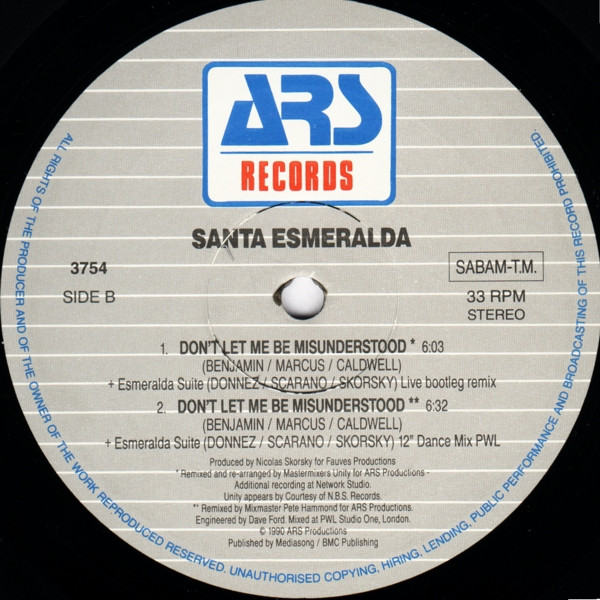 ARS
RECORDS
SANTA ESMERALDA
3754
SABAM-T.M.
SIDE B
33 RPM
STEREO
1. DON'T LET ME BE MISUNDERSTOOD * 6:03
(BENJAMIN / MARCUS / CALDWELL)
+ Esmeralda Suite (DONNEZ / SCARANO / SKORSKY) Live bootleg remix
2. DON'T LET ME BE MISUNDERSTOOD ** 6:32
(BENJAMIN / MARCUS / CALDWELL)
+ Esmeralda Suite (DONNEZ / SCARANO / SKORSKY) 12" Dance Mix PWL
Produced by Nicolas Skorsky for Fauves Productions
* Remixed and re-arranged by Mastermixers Unity for ARS Productions -
Additional recording at Network Studio.
Unity appears by Courtesy of N.B.S. Records.
** Remixed by Mixmaster Pete Hammond for ARS Productions.
Engineered by Dave Ford. Mixed at PWL Studio One, London.
© 1990 ARS Productions
Published by Mediasong / BMC Publishing
ALL RIGHTS OF THE PRODUCER AND OF THE OWNER OF THE WORK REPRODUCED RESERVED. UNAUTHORISED COPYING, HIRING, LENDING, PUBLIC PERFORMANCE AND BROADCASTING OF THIS RECORD PROHIBITED.